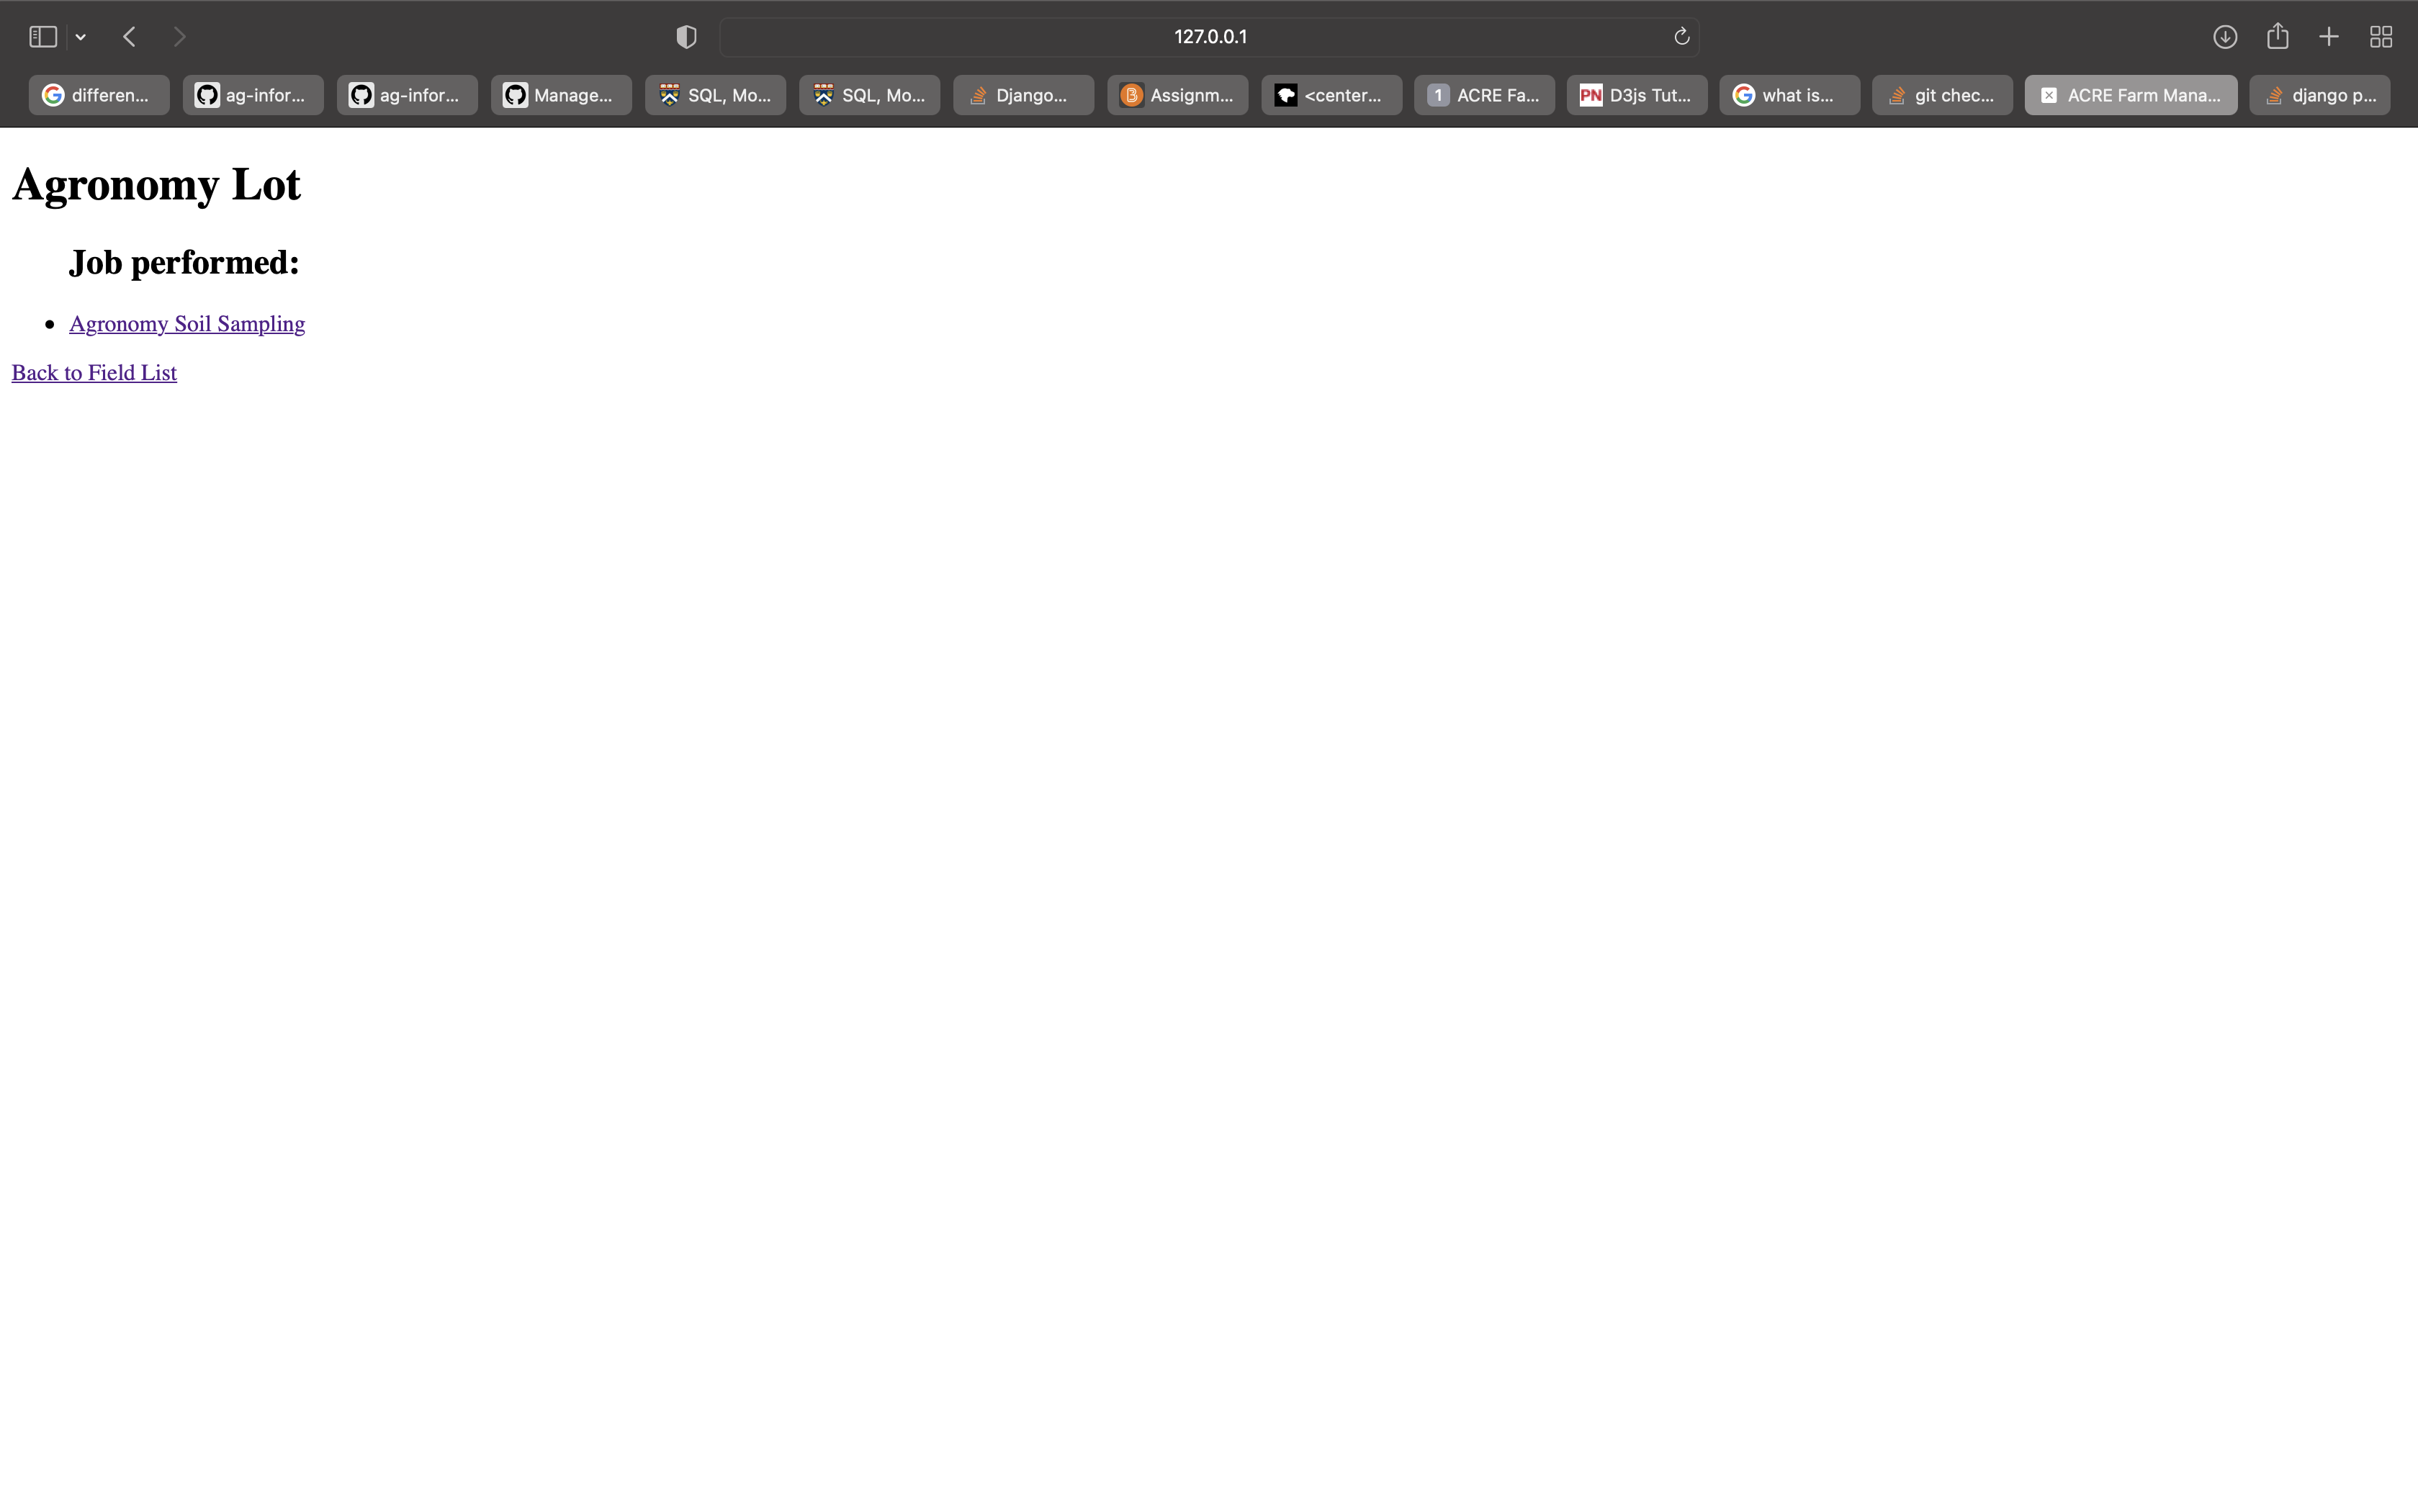 127.0.0.1
differen...
ag-infor...
ag-infor...
Manage...
SQL, Mo...
SQL, Mo...
Django...
Assignm...
<center...
1 ACRE Fa...
PN D3js Tut...
what is...
git chec...
ACRE Farm Mana...
django p...
Agronomy Lot
Job performed:
Agronomy Soil Sampling
Back to Field List